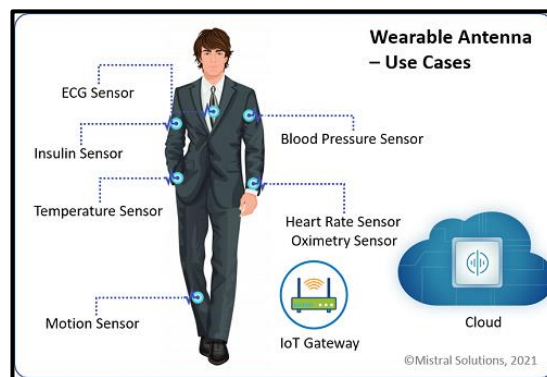 Wearable Antenna
– Use Cases
ECG Sensor
Insulin Sensor
Blood Pressure Sensor
Temperature Sensor
Heart Rate Sensor
Oximetry Sensor
Motion Sensor
IoT Gateway
Cloud
©Mistral Solutions, 2021